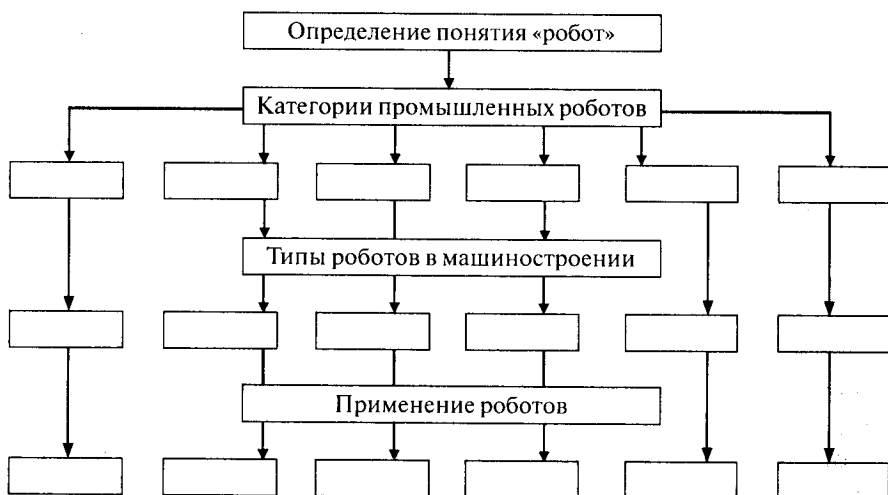 Определение понятия «робот»
Категории промышленных роботов
Типы роботов в машиностроении
Применение роботов